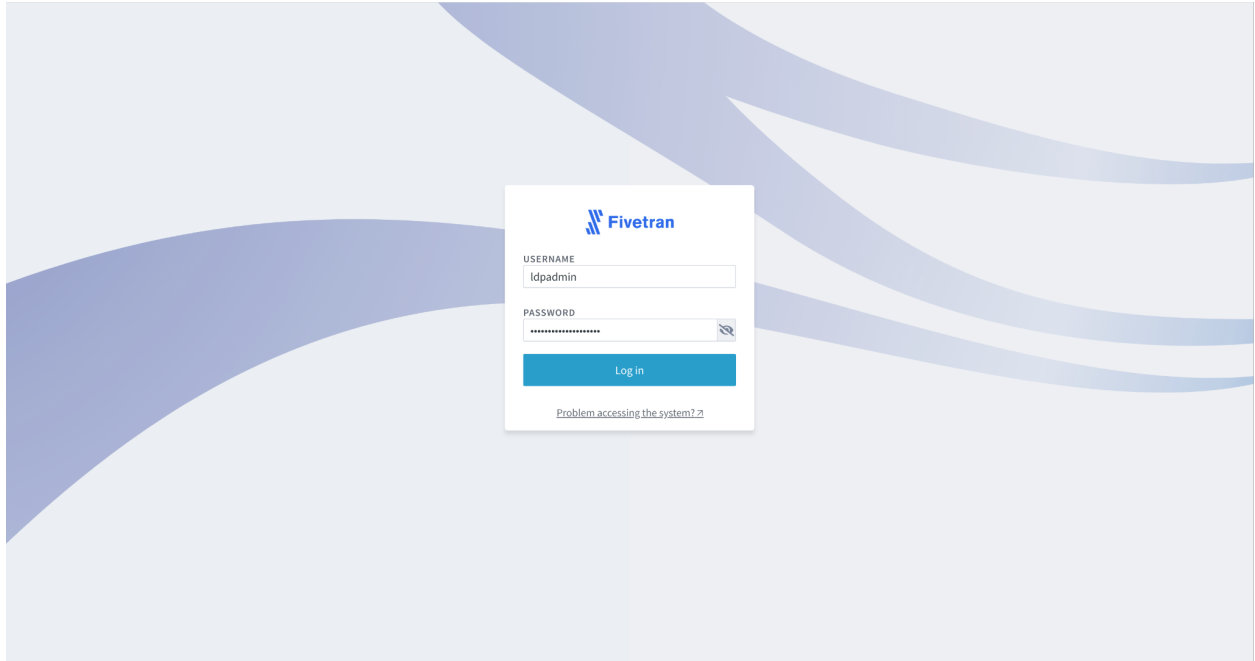 Fivetran
USERNAME
ldpadmin
PASSWORD
••••••••••••••••••••
Log in
Problem accessing the system?↗